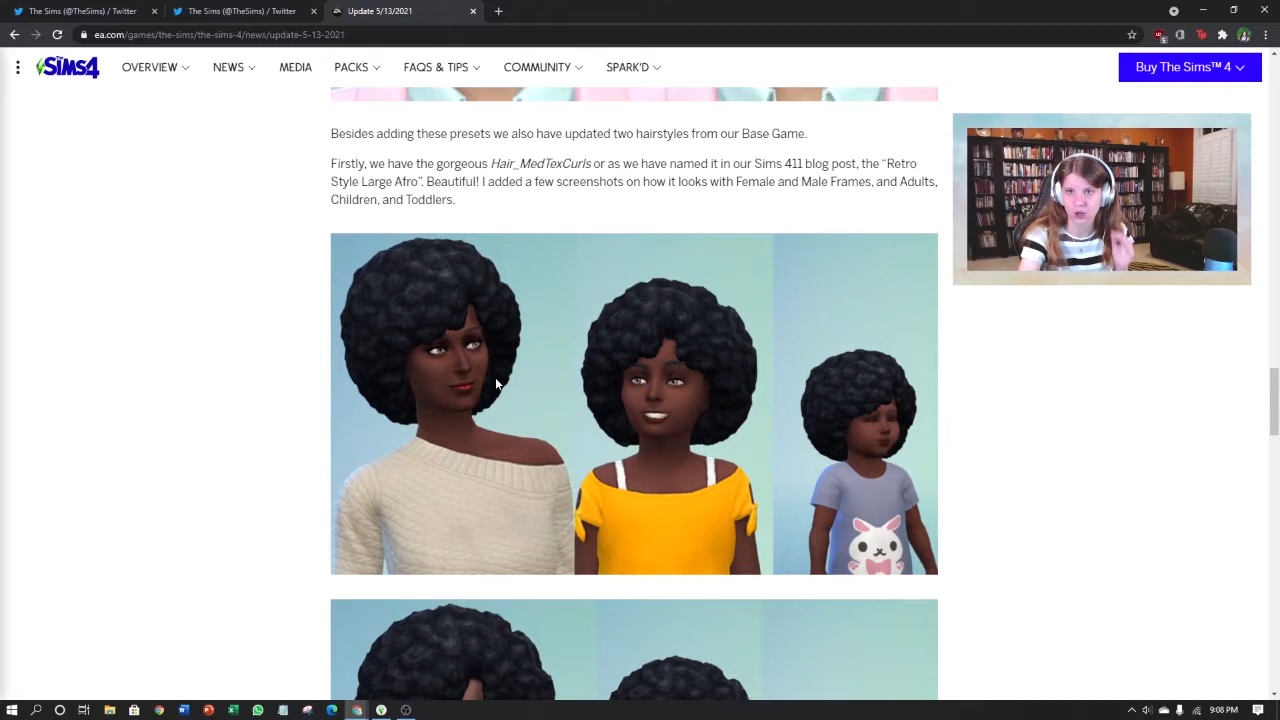 The Sims (@TheSims) / Twitter
The Sims (@TheSims) / Twitter
Update 5/13/2021
ea.com/games/the-sims/the-sims-4/news/update-5-13-2021
The SIMS4
OVERVIEW
NEWS
MEDIA
PACKS
FAQS & TIPS
COMMUNITY
SPARK'D
Buy The Sims™ 4
Besides adding these presets we also have updated two hairstyles from our Base Game.
Firstly, we have the gorgeous Hair_MedTexCurls or as we have named it in our Sims 411 blog post, the “Retro
Style Large Afro”. Beautiful! I added a few screenshots on how it looks with Female and Male Frames, and Adults,
Children, and Toddlers.
9:08 PM